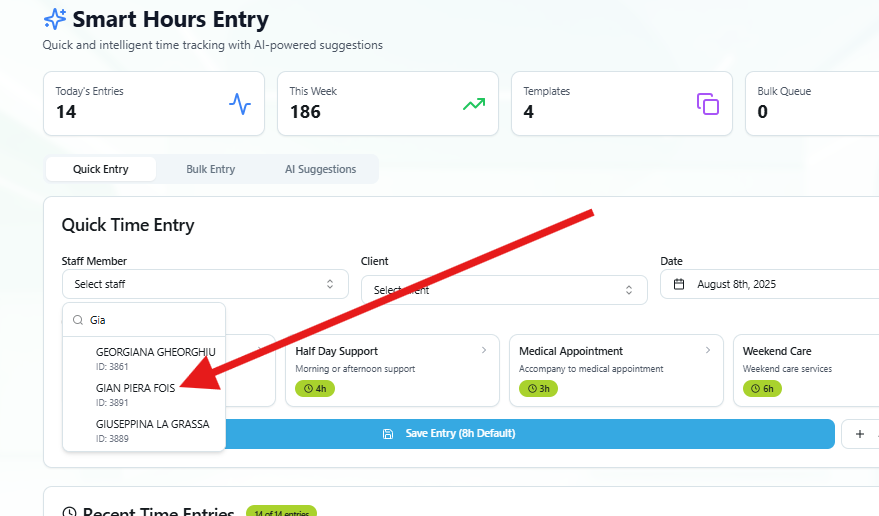 Smart Hours Entry
Quick and intelligent time tracking with AI-powered suggestions
Today's Entries
14
This Week
186
Templates
4
Bulk Queue
0
Quick Entry
Bulk Entry
AI Suggestions
Quick Time Entry
Staff Member
Select staff
Client
Select
Date
August 8th, 2025
Gia
GEORGIANA GHEORGHIU
ID: 3861
GIAN PIERA FOIS
ID: 3891
GIUSEPPINA LA GRASSA
ID: 3889
Half Day Support
Morning or afternoon support
4h
Medical Appointment
Accompany to medical appointment
3h
Weekend Care
Weekend care services
6h
Save Entry (8h Default)
Recent Time Entries
14 of 14 entries